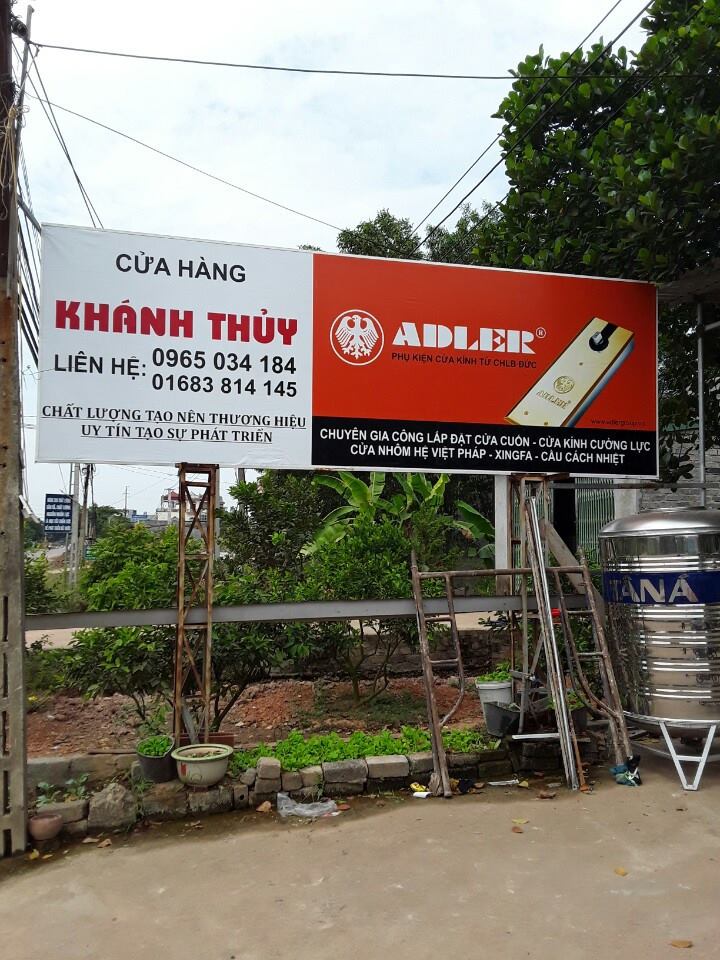 CỬA HÀNG
KHÁNH THỦY
LIÊN HỆ: 0965 034 184
01683 814 145
CHẤT LƯỢNG TẠO NÊN THƯƠNG HIỆU
UY TÍN TẠO SỰ PHÁT TRIỂN
ADLER®
PHỤ KIỆN CỬA KÍNH TỪ CHLB ĐỨC
ADLER
CHUYÊN GIA CÔNG LẮP ĐẶT CỬA CUỐN - CỬA KÍNH CƯỜNG LỰC
CỬA NHÔM HỆ VIỆT PHÁP - XINGFA - CẦU CÁCH NHIỆT
TÂN Á